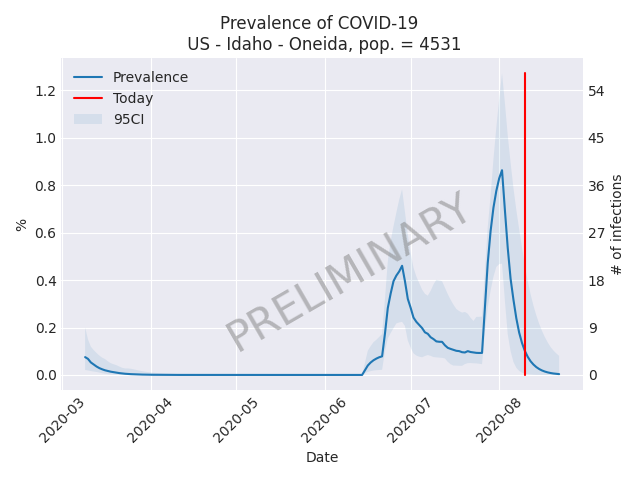 Prevalence of COVID-19
US - Idaho - Oneida, pop. = 4531
Prevalence
Today
95CI
PRELIMINARY
%
1.2
1.0
0.8
0.6
0.4
0.2
0.0
54
45
36
27
18
9
0
# of infections
2020-03
2020-04
2020-05
2020-06
2020-07
2020-08
Date